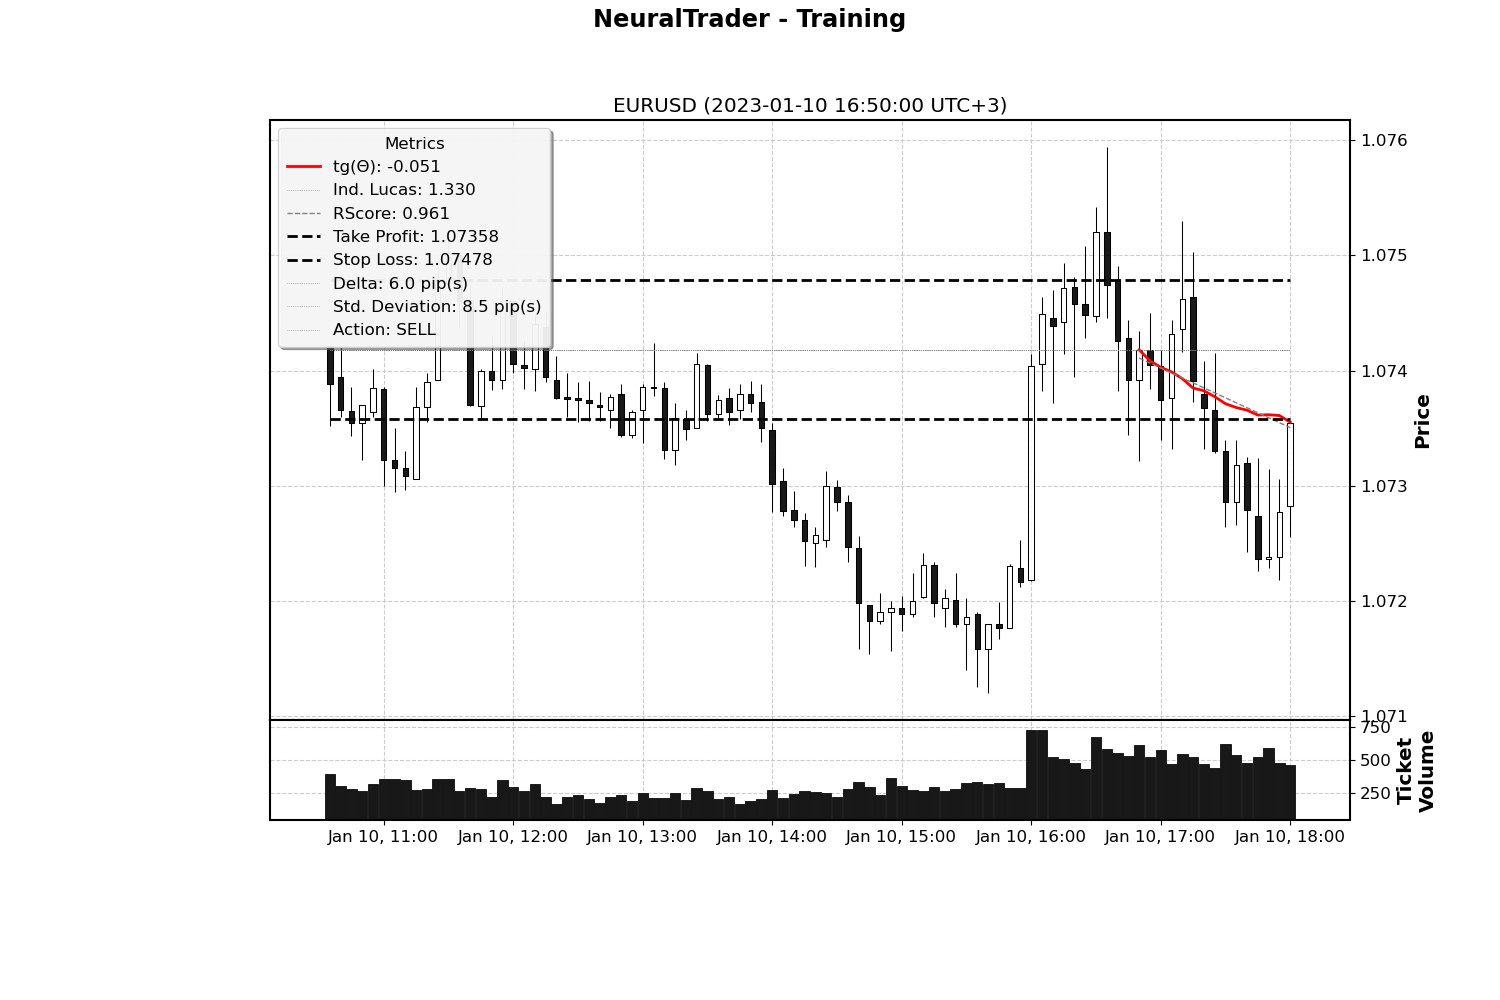 NeuralTrader - Training
EURUSD (2023-01-10 16:50:00 UTC+3)
Metrics
tg(Θ): -0.051
Ind. Lucas: 1.330
RScore: 0.961
Take Profit: 1.07358
Stop Loss: 1.07478
Delta: 6.0 pip(s)
Std. Deviation: 8.5 pip(s)
Action: SELL
1.076
1.075
1.074
1.073
1.072
1.071
Price
750
500
250
Ticket
Volume
Jan 10, 11:00 Jan 10, 12:00 Jan 10, 13:00 Jan 10, 14:00 Jan 10, 15:00 Jan 10, 16:00 Jan 10, 17:00 Jan 10, 18:00